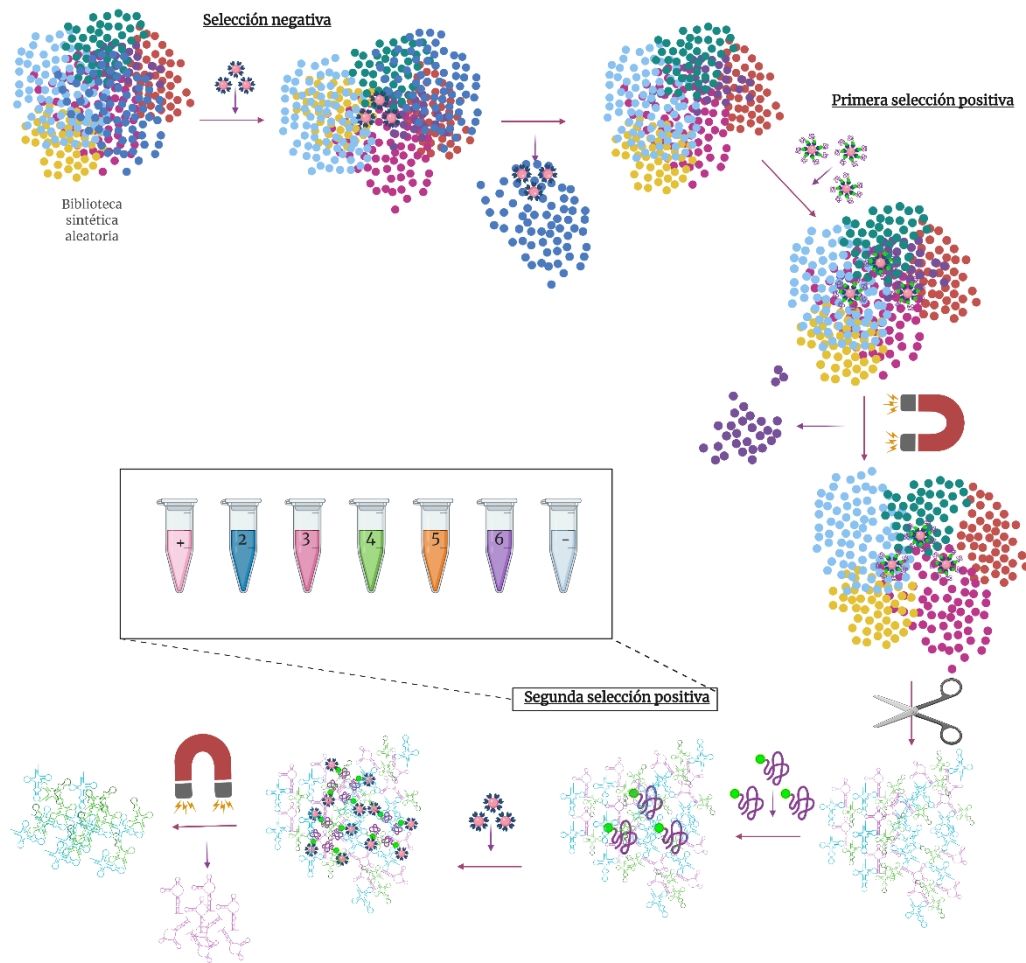 Selección negativa
Biblioteca
sintética
aleatoria
Primera selección positiva
+
2
3
4
5
6
-
Segunda selección positiva